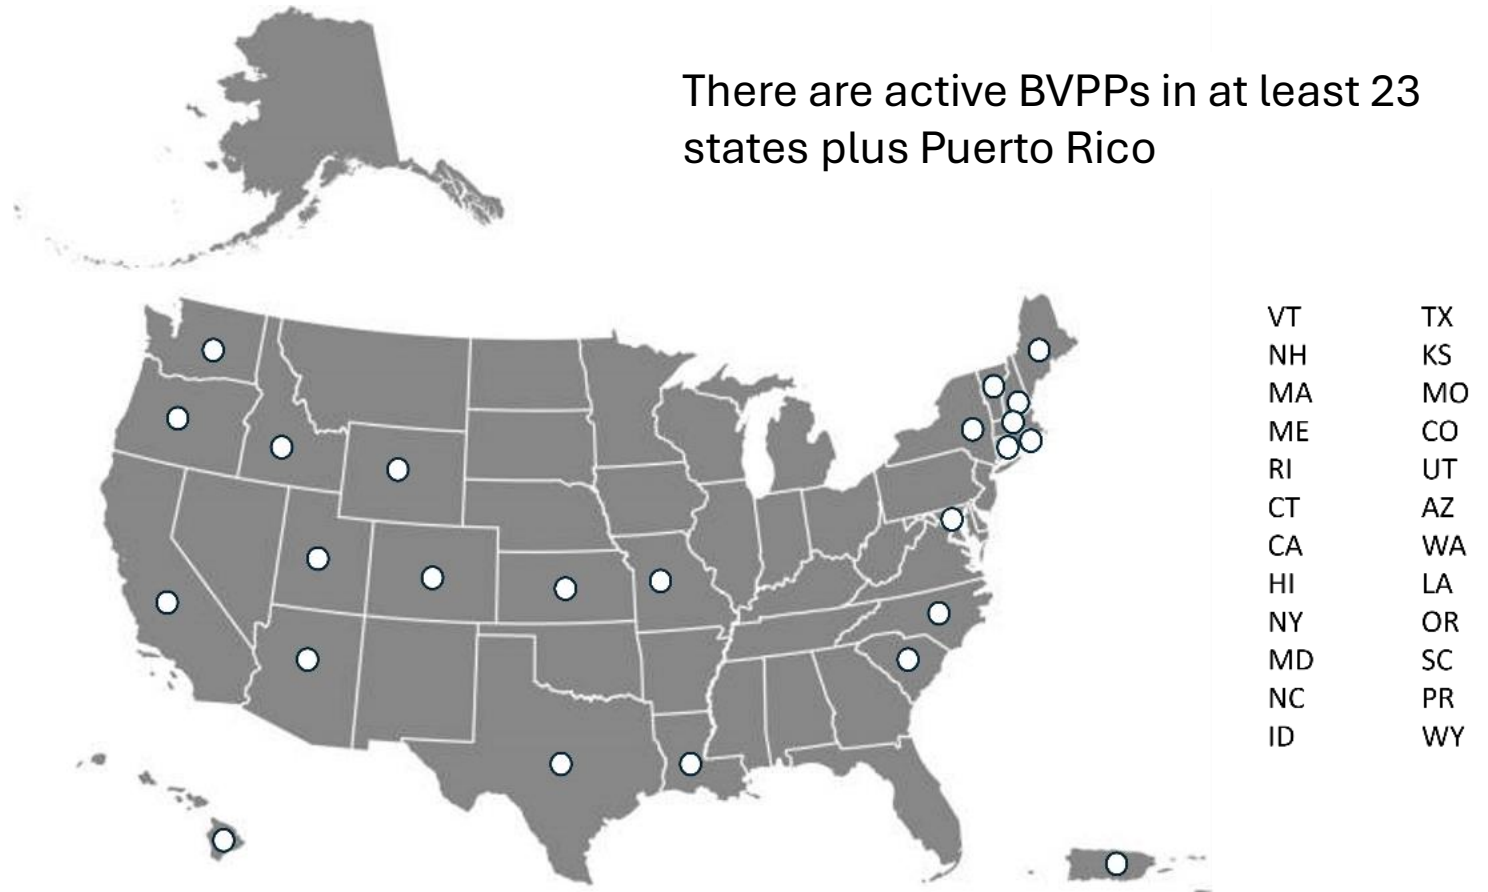 There are active BVPPs in at least 23
states plus Puerto Rico
VT
NH
MA
ME
RI
CT
CA
HI
NY
MD
NC
ID
TX
KS
MO
CO
UT
AZ
WA
LA
OR
SC
PR
WY